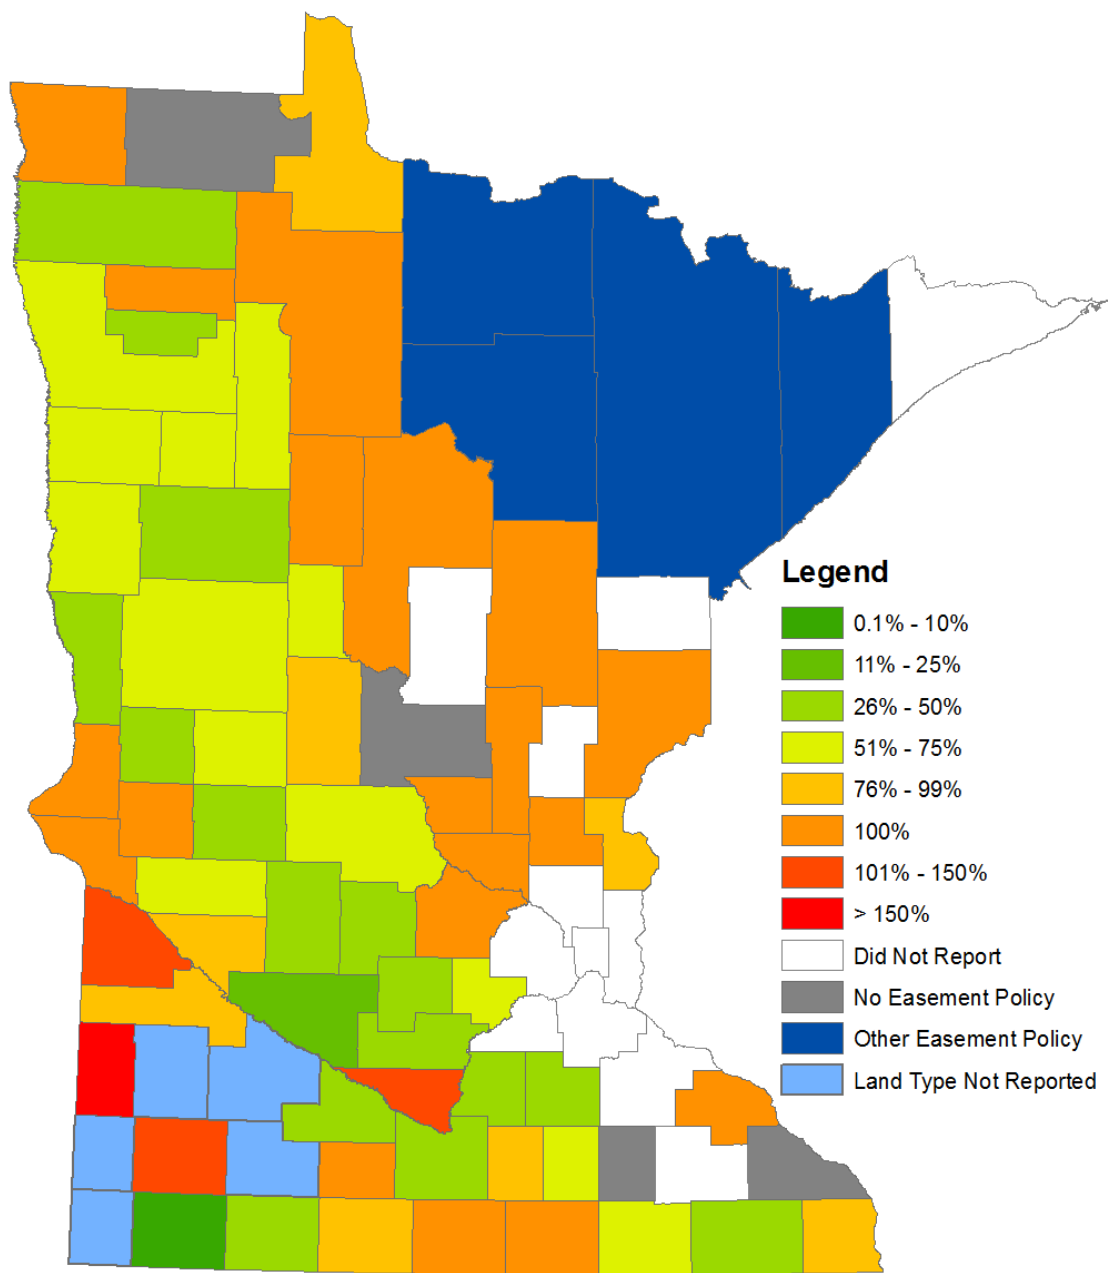 Legend
0.1% - 10%
11% - 25%
26% - 50%
51% - 75%
76% - 99%
100%
101% - 150%
> 150%
Did Not Report
No Easement Policy
Other Easement Policy
Land Type Not Reported